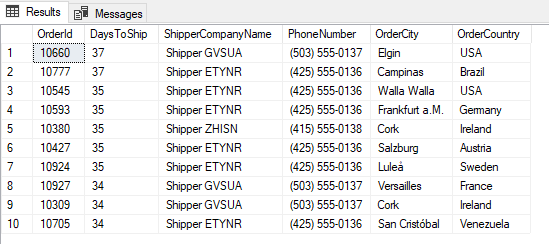 Results Messages
OrderId DaysToShip ShipperCompanyName PhoneNumber OrderCity OrderCountry
1 10660 37 Shipper GVSUA (503) 555-0137 Elgin USA
2 10777 37 Shipper ETYNR (425) 555-0136 Campinas Brazil
3 10545 35 Shipper ETYNR (425) 555-0136 Walla Walla USA
4 10593 35 Shipper ETYNR (425) 555-0136 Frankfurt a.M. Germany
5 10380 35 Shipper ZHISN (415) 555-0138 Cork Ireland
6 10427 35 Shipper ETYNR (425) 555-0136 Salzburg Austria
7 10924 35 Shipper ETYNR (425) 555-0136 Luleå Sweden
8 10927 34 Shipper GVSUA (503) 555-0137 Versailles France
9 10309 34 Shipper GVSUA (503) 555-0137 Cork Ireland
10 10705 34 Shipper ETYNR (425) 555-0136 San Cristóbal Venezuela